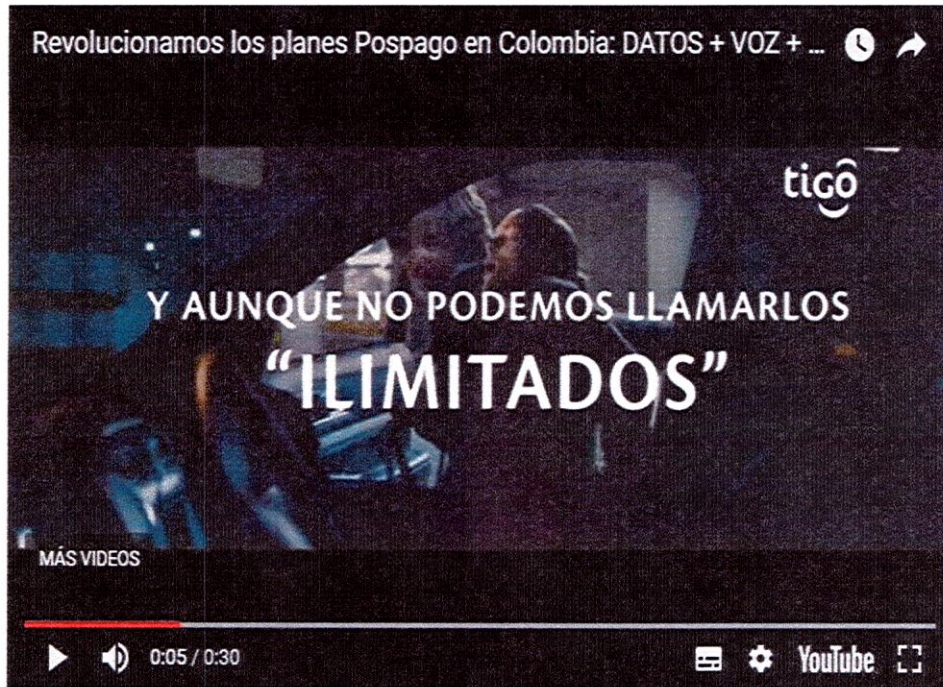 Revolucionamos los planes Pospago en Colombia: DATOS + VOZ + ...
tigo
Y AUNQUE NO PODEMOS LLAMARLOS
“ILIMITADOS”
MÁS VIDEOS
0:05 / 0:30
YouTube